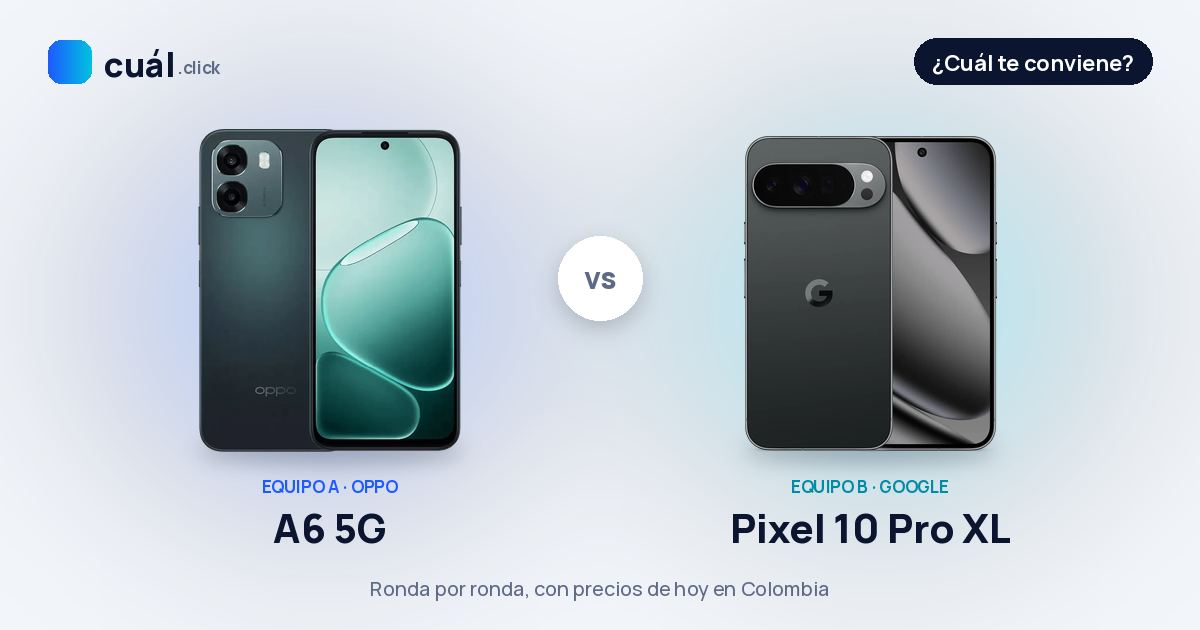 cuál.click
¿Cuál te conviene?
oppo
G
vs
EQUIPO A · OPPO
A6 5G
EQUIPO B · GOOGLE
Pixel 10 Pro XL
Ronda por ronda, con precios de hoy en Colombia